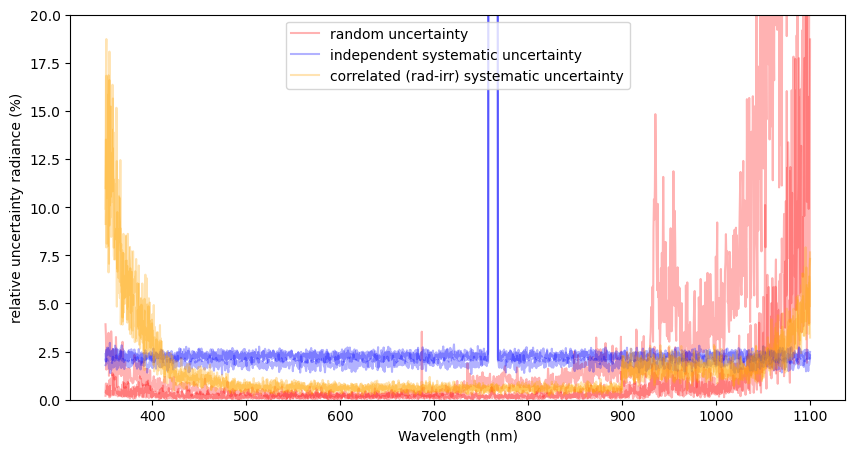 random uncertainty
independent systematic uncertainty
correlated (rad-irr) systematic uncertainty
relative uncertainty radiance (%)
20.0
17.5
15.0
12.5
10.0
7.5
5.0
2.5
0.0
400 500 600 700 800 900 1000 1100
Wavelength (nm)